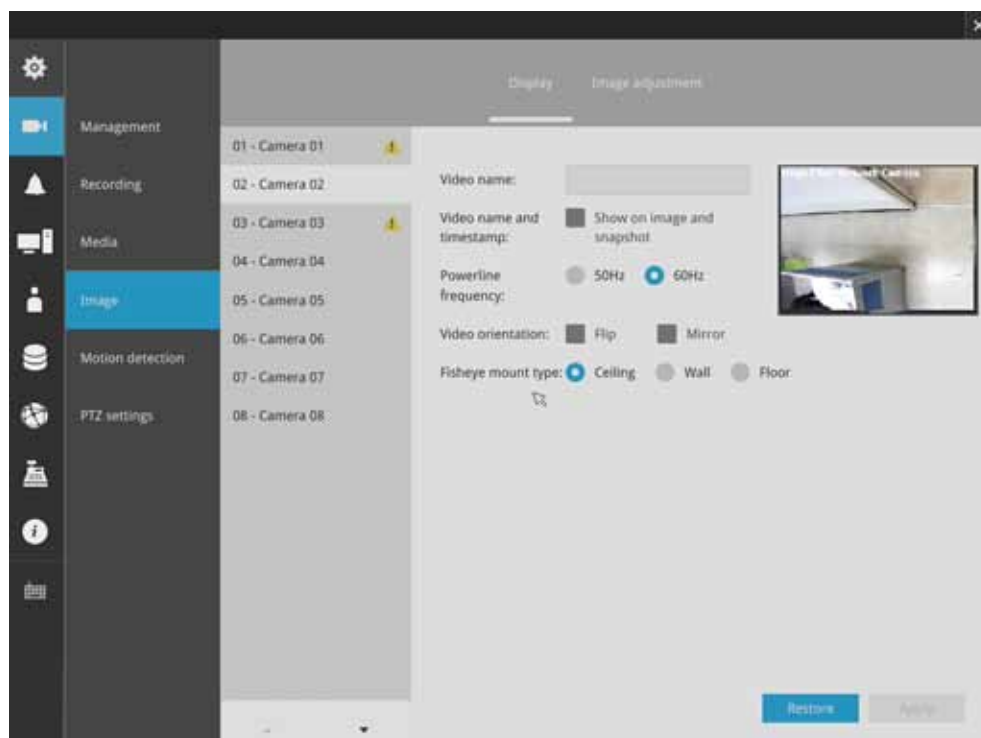 Display Image adjustment
Management
Recording
Media
Image
Motion detection
PTZ settings
01 - Camera 01
02 - Camera 02
03 - Camera 03
04 - Camera 04
05 - Camera 05
06 - Camera 06
07 - Camera 07
08 - Camera 08
Video name:
Video name and
timestamp:
Show on image and
snapshot
Powerline
frequency:
50Hz 60Hz
Video orientation: Flip Mirror
Fisheye mount type: Ceiling Wall Floor
Network Camera
Restore Apply